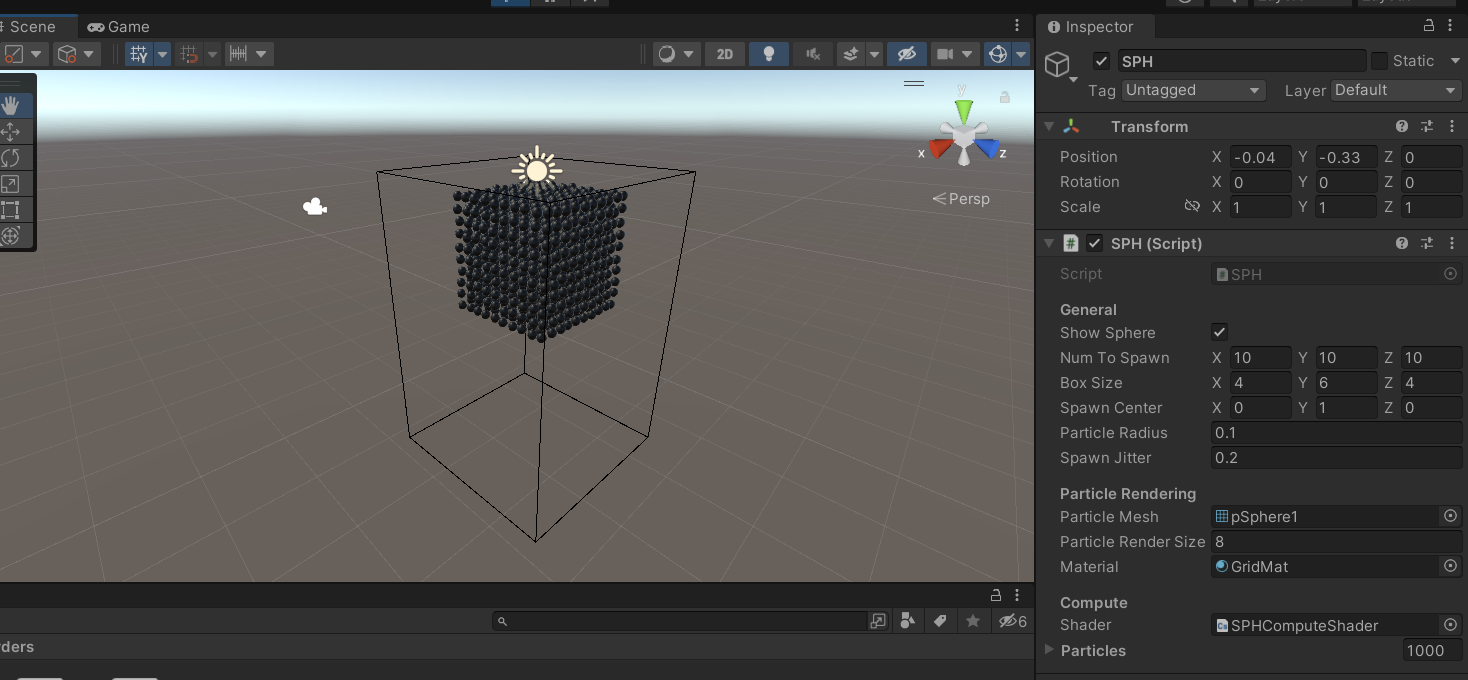 Scene Game
Inspector
2D
SPH Static
Tag Untagged Layer Default
y
x z
Persp
Transform
Position X -0.04 Y -0.33 Z 0
Rotation X 0 Y 0 Z 0
Scale X 1 Y 1 Z 1
# SPH (Script)
Script # SPH
General
Show Sphere
Num To Spawn X 10 Y 10 Z 10
Box Size X 4 Y 6 Z 4
Spawn Center X 0 Y 1 Z 0
Particle Radius 0.1
Spawn Jitter 0.2
Particle Rendering
Particle Mesh pSphere1
Particle Render Size 8
Material GridMat
Compute
Shader SPHComputeShader
Particles 1000
6
ders